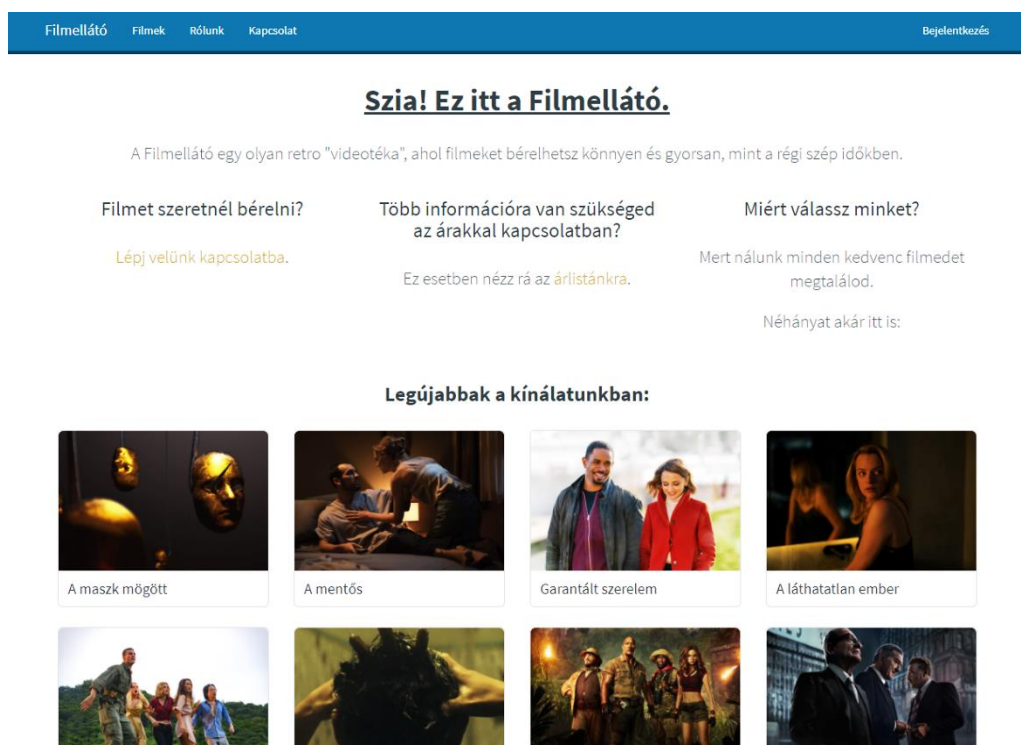 Filmellátó Filmek Rólunk Kapcsolat Bejelentkezés
Szia! Ez itt a Filmellátó.
A Filmellátó egy olyan retro "videotéka", ahol filmeket bérelhetsz könnyen és gyorsan, mint a régi szép időkben.
Filmet szeretnél bérelni?
Lépj velünk kapcsolatba.
Több információra van szükséged
az árakkal kapcsolatban?
Ez esetben nézz rá az árlistánkra.
Miért válassz minket?
Mert nálunk minden kedvenc filmedet
megtalálod.
Néhányat akár itt is:
Legújabbak a kínálatunkban:
A maszk mögött
A mentős
Garantált szerelem
A láthatatlan ember